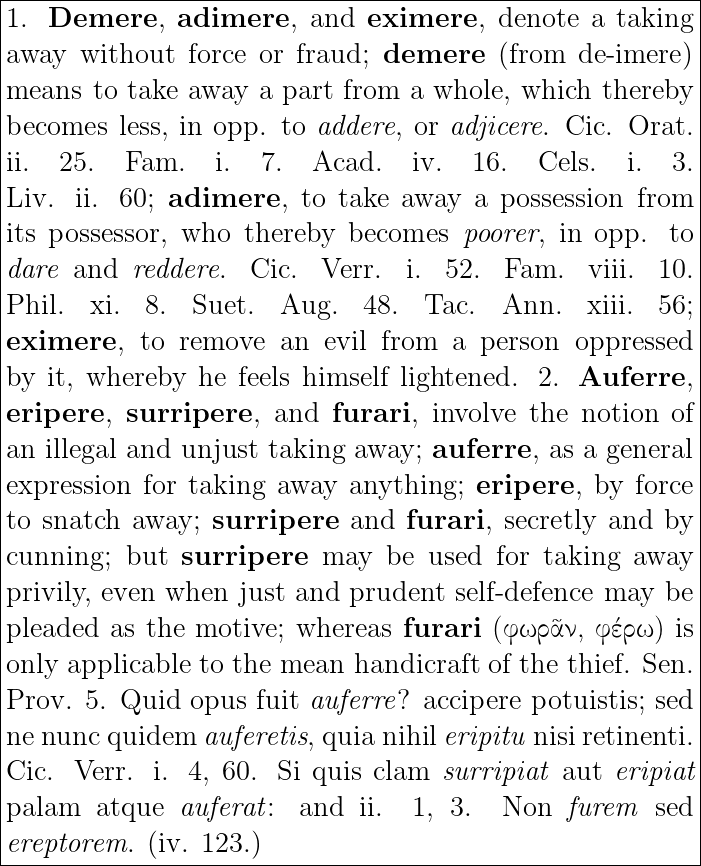 1. Demere, adimere, and eximere, denote a taking
away without force or fraud; demere (from de-imere)
means to take away a part from a whole, which thereby
becomes less, in opp. to addere, or adjicere. Cic. Orat.
ii. 25. Fam. i. 7. Acad. iv. 16. Cels. i. 3.
Liv. ii. 60; adimere, to take away a possession from
its possessor, who thereby becomes poorer, in opp. to
dare and reddere. Cic. Verr. i. 52. Fam. viii. 10.
Phil. xi. 8. Suet. Aug. 48. Tac. Ann. xiii. 56;
eximere, to remove an evil from a person oppressed
by it, whereby he feels himself lightened. 2. Auferre,
eripere, surripere, and furari, involve the notion of
an illegal and unjust taking away; auferre, as a general
expression for taking away anything; eripere, by force
to snatch away; surripere and furari, secretly and by
cunning; but surripere may be used for taking away
privily, even when just and prudent self-defence may be
pleaded as the motive; whereas furari (φωρᾶν, φέρω) is
only applicable to the mean handicraft of the thief. Sen.
Prov. 5. Quid opus fuit auferre? accipere potuistis; sed
ne nunc quidem auferetis, quia nihil eripitu nisi retinenti.
Cic. Verr. i. 4, 60. Si quis clam surripiat aut eripiat
palam atque auferat: and ii. 1, 3. Non furem sed
ereptorem. (iv. 123.)